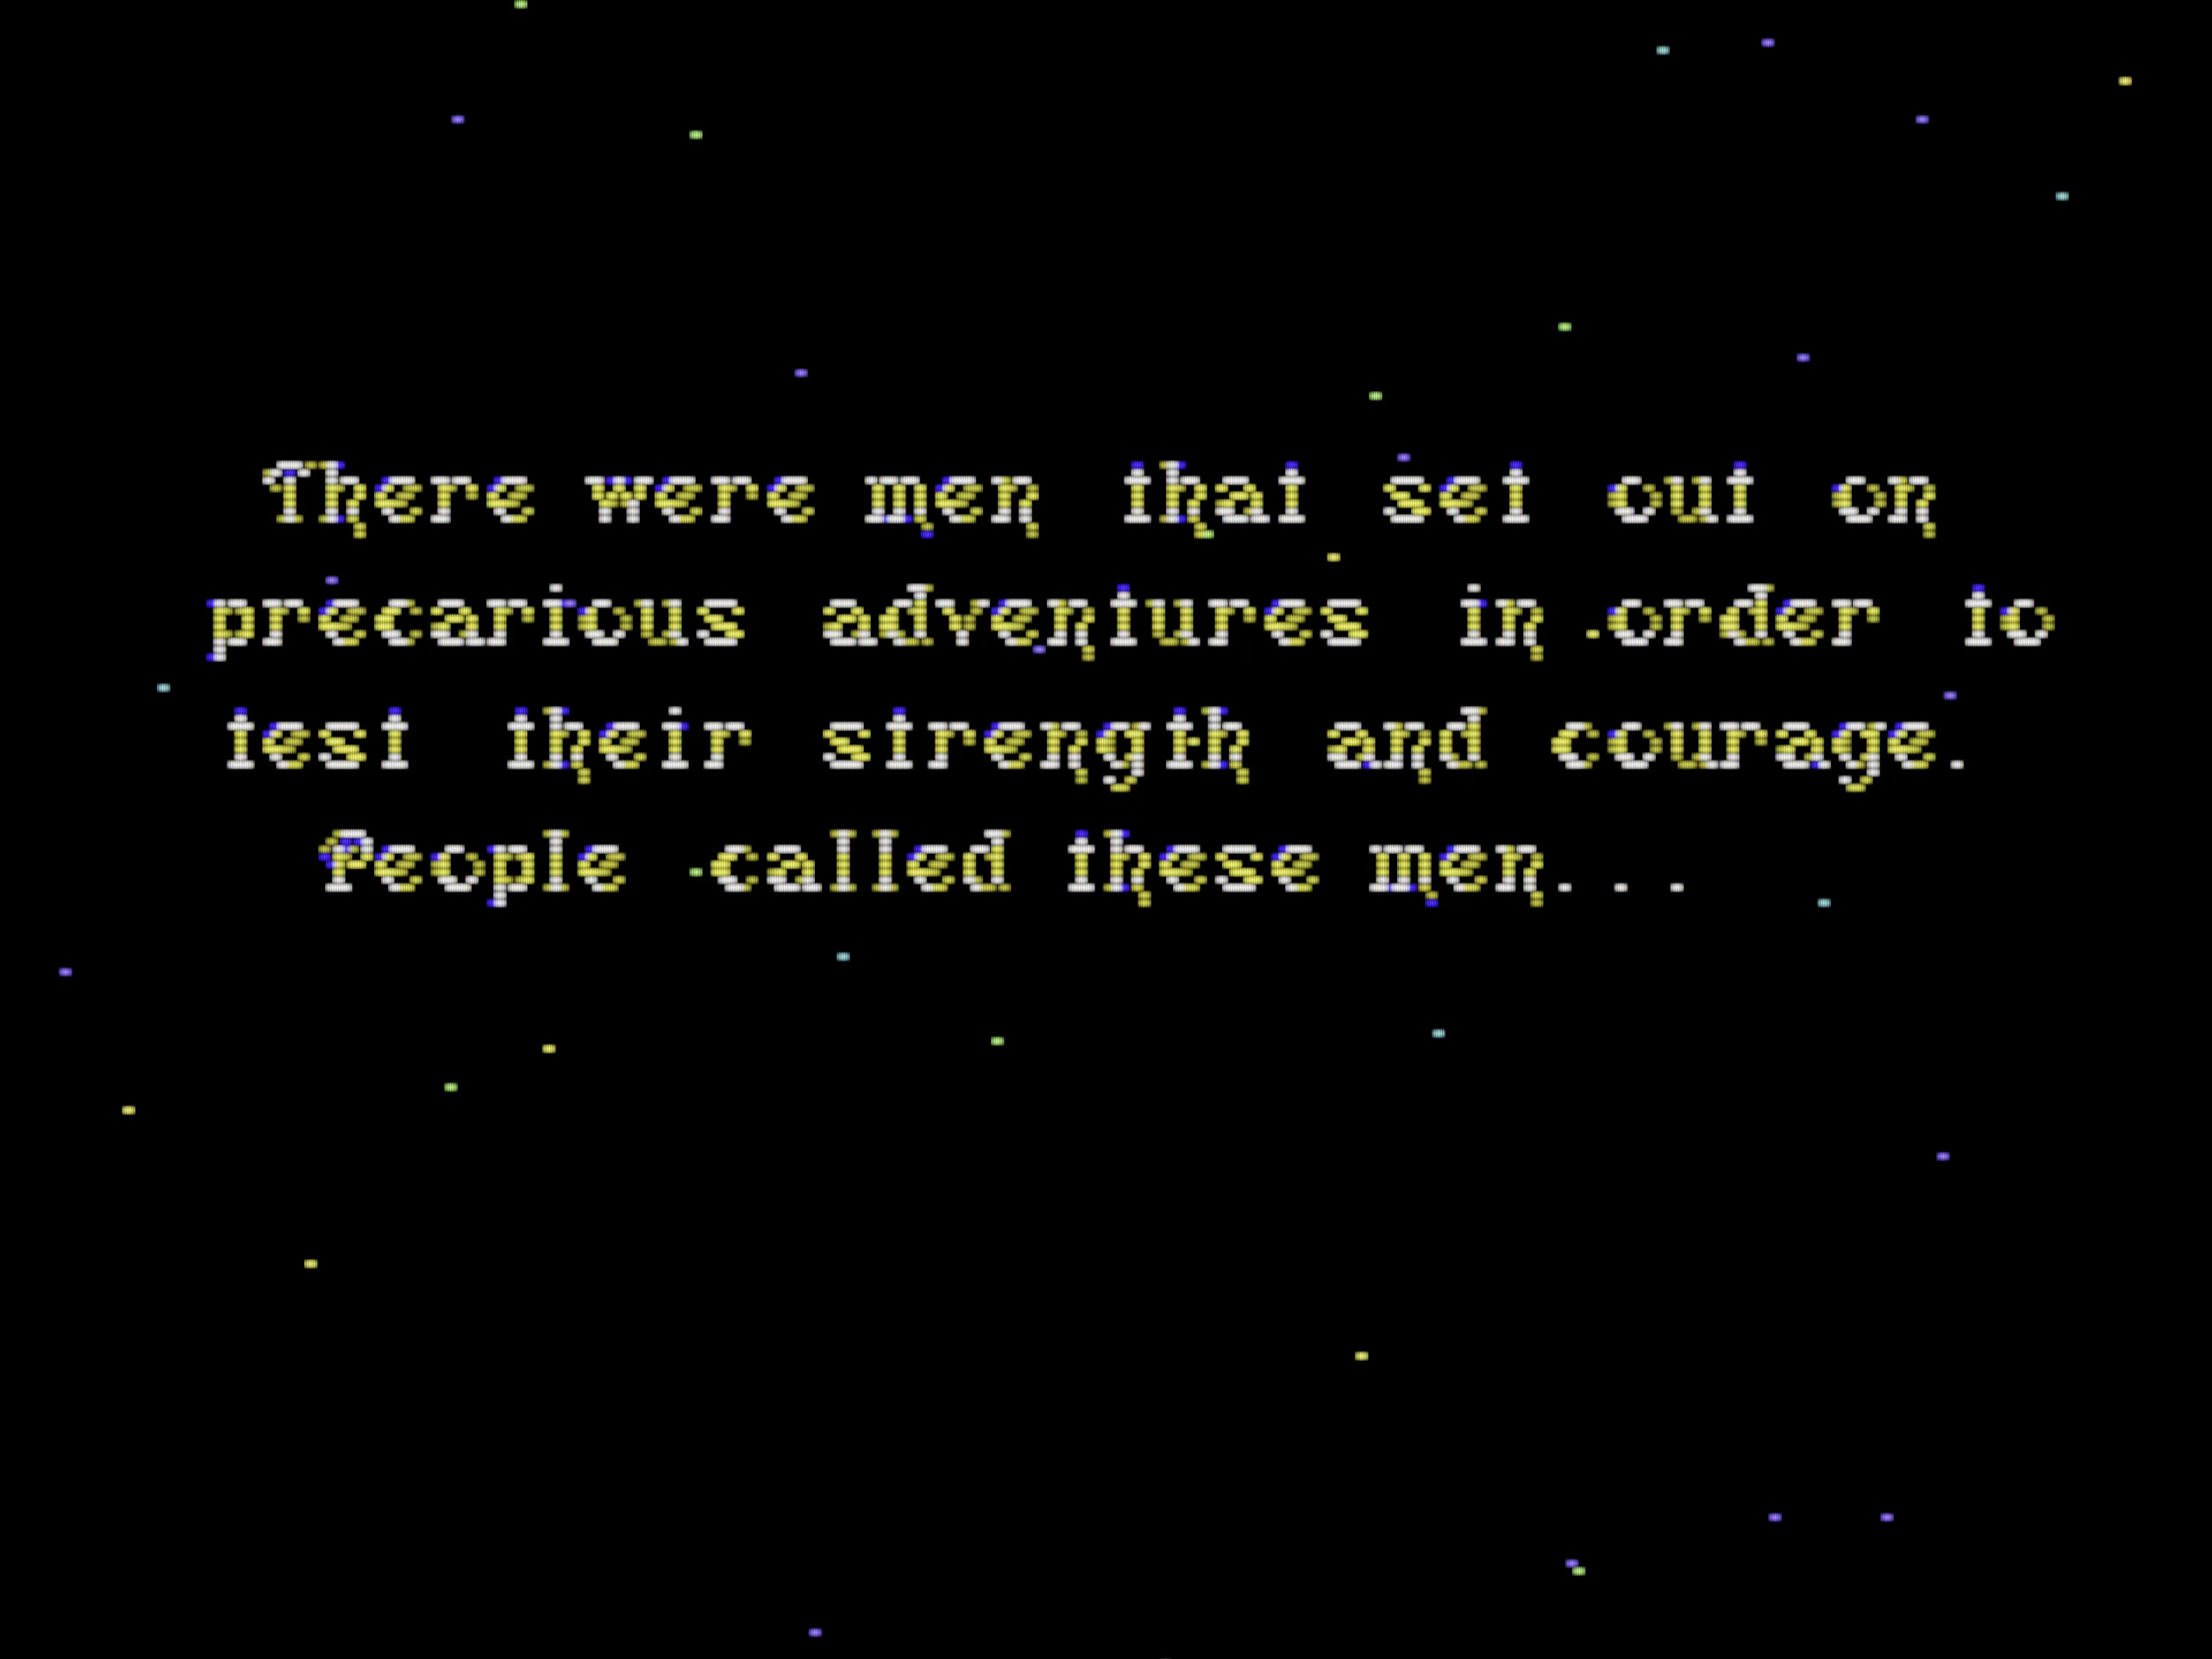 There were men that set out on
precarious adventures in order to
test their strength and courage.
People called these men...